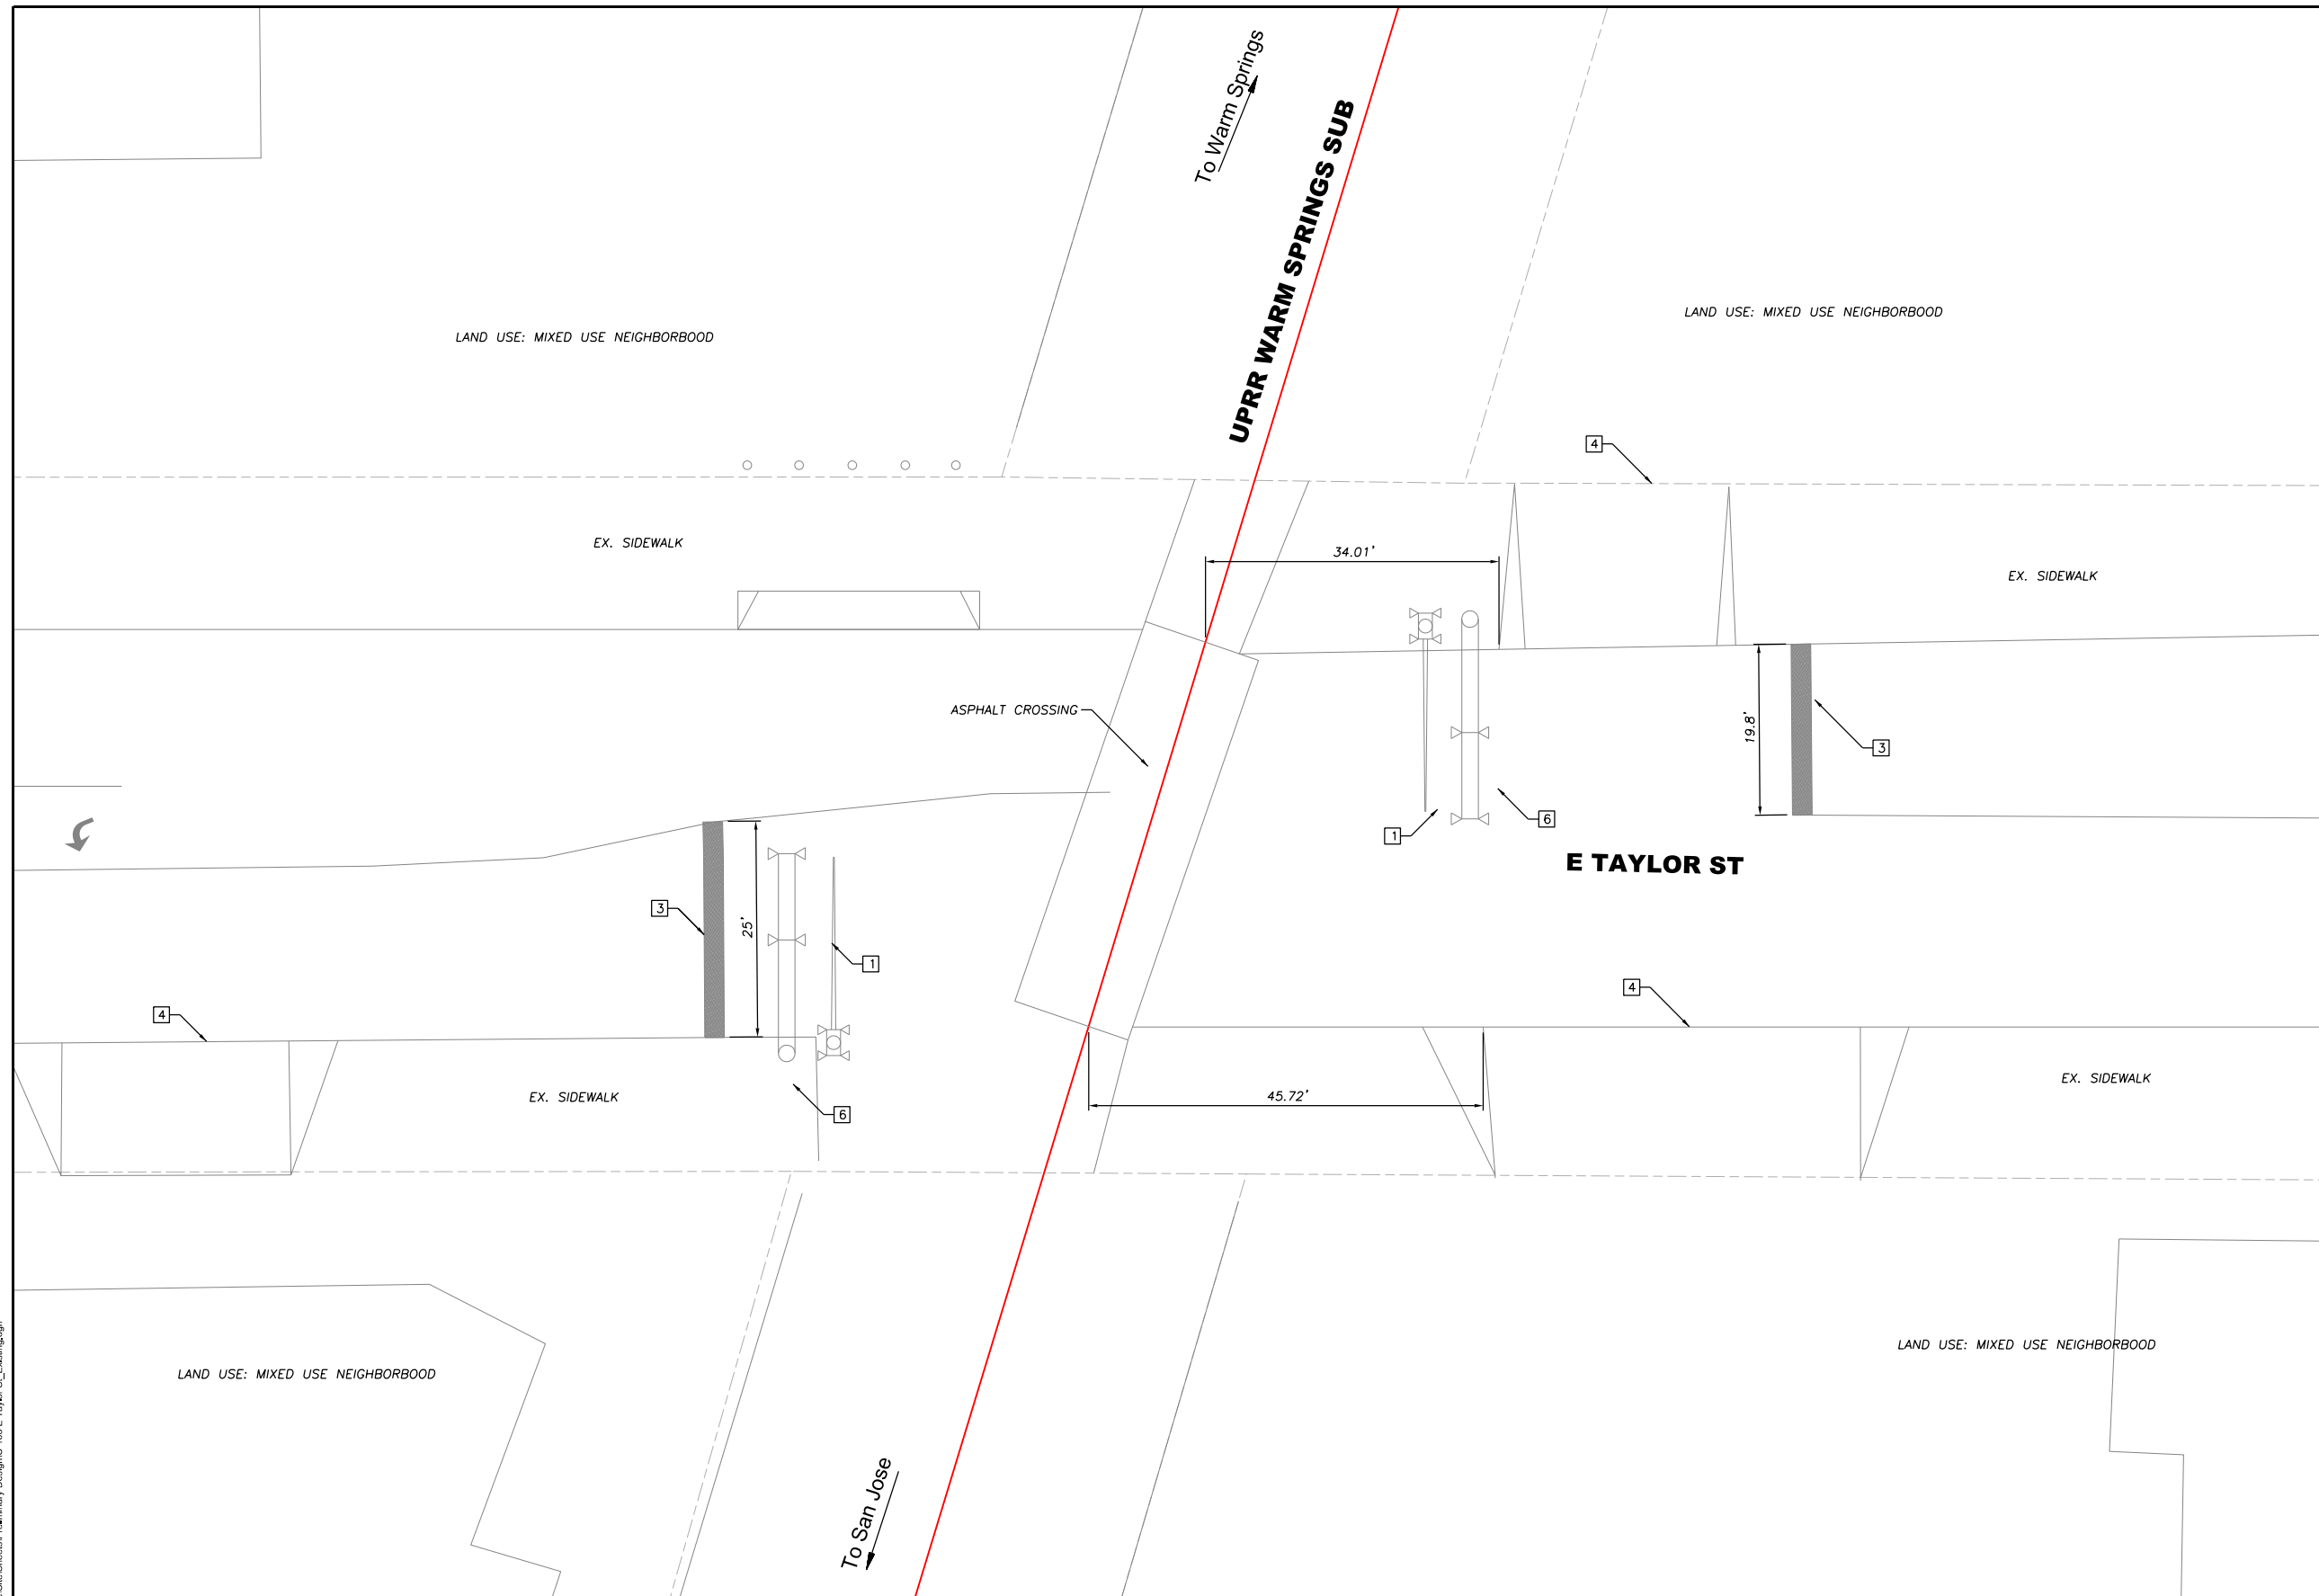 To Warm Springs
UPRR WARM SPRINGS SUB
LAND USE: MIXED USE NEIGHBORBOOD
LAND USE: MIXED USE NEIGHBORBOOD
4
EX. SIDEWALK
34.01'
EX. SIDEWALK
ASPHALT CROSSING
19.8'
3
1
6
E TAYLOR ST
3
25'
1
4
4
EX. SIDEWALK
6
45.72'
EX. SIDEWALK
LAND USE: MIXED USE NEIGHBORBOOD
LAND USE: MIXED USE NEIGHBORBOOD
To San Jose